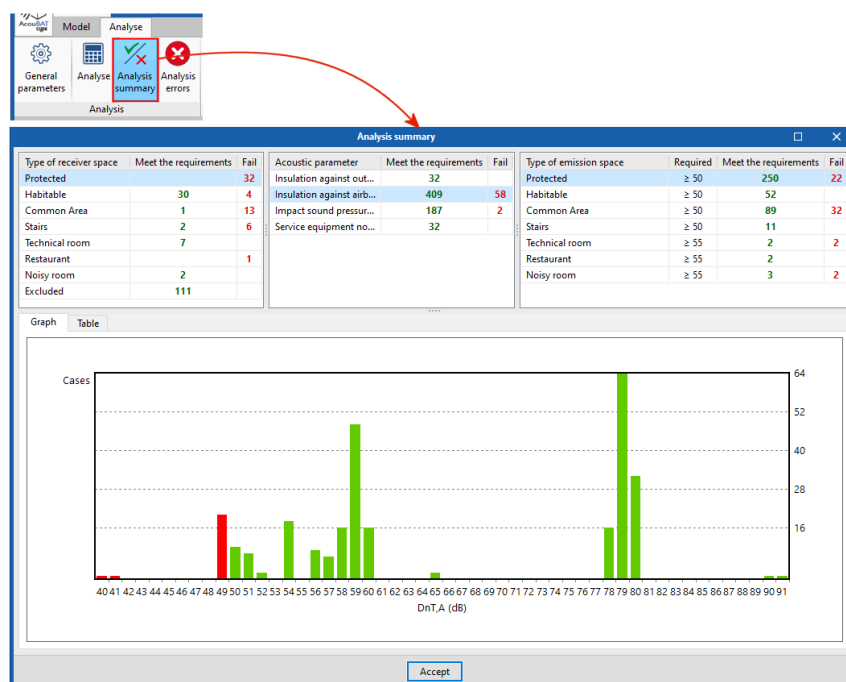 AcouBAT
Model Analyse
General parameters
Analyse
Analysis summary
Analysis errors
Analysis
Analysis summary
Type of receiver space Meet the requirements Fail
Protected 32
Habitable 30 4
Common Area 1 13
Stairs 2 6
Technical room 7
Restaurant 1
Noisy room 2
Excluded 111
Acoustic parameter Meet the requirements Fail
Insulation against out... 32
Insulation against airb... 409 58
Impact sound pressur... 187 2
Service equipment no... 32
Type of emission space Required Meet the requirements Fail
Protected ≥ 50 250 22
Habitable ≥ 50 52
Common Area ≥ 50 89 32
Stairs ≥ 50 11
Technical room ≥ 55 2 2
Restaurant ≥ 55 2
Noisy room ≥ 55 3 2
Graph Table
Cases
64
52
40
28
16
40 41 42 43 44 45 46 47 48 49 50 51 52 53 54 55 56 57 58 59 60 61 62 63 64 65 66 67 68 69 70 71 72 73 74 75 76 77 78 79 80 81 82 83 84 85 86 87 88 89 90 91
DnT,A (dB)
Accept